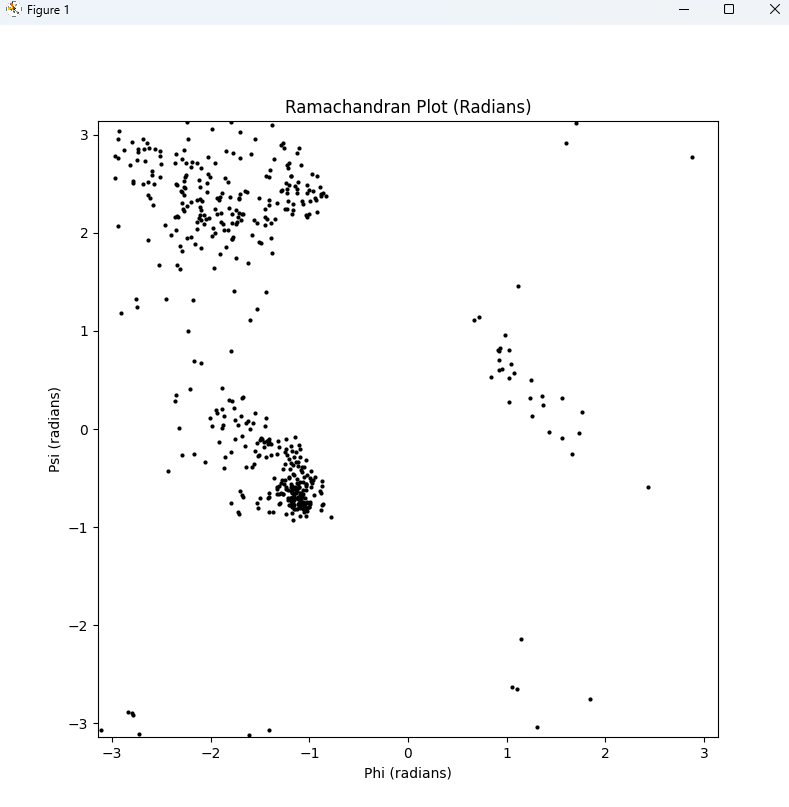 Figure 1
Ramachandran Plot (Radians)
3
2
1
0
−1
−2
−3
Psi (radians)
−3 −2 −1 0 1 2 3
Phi (radians)